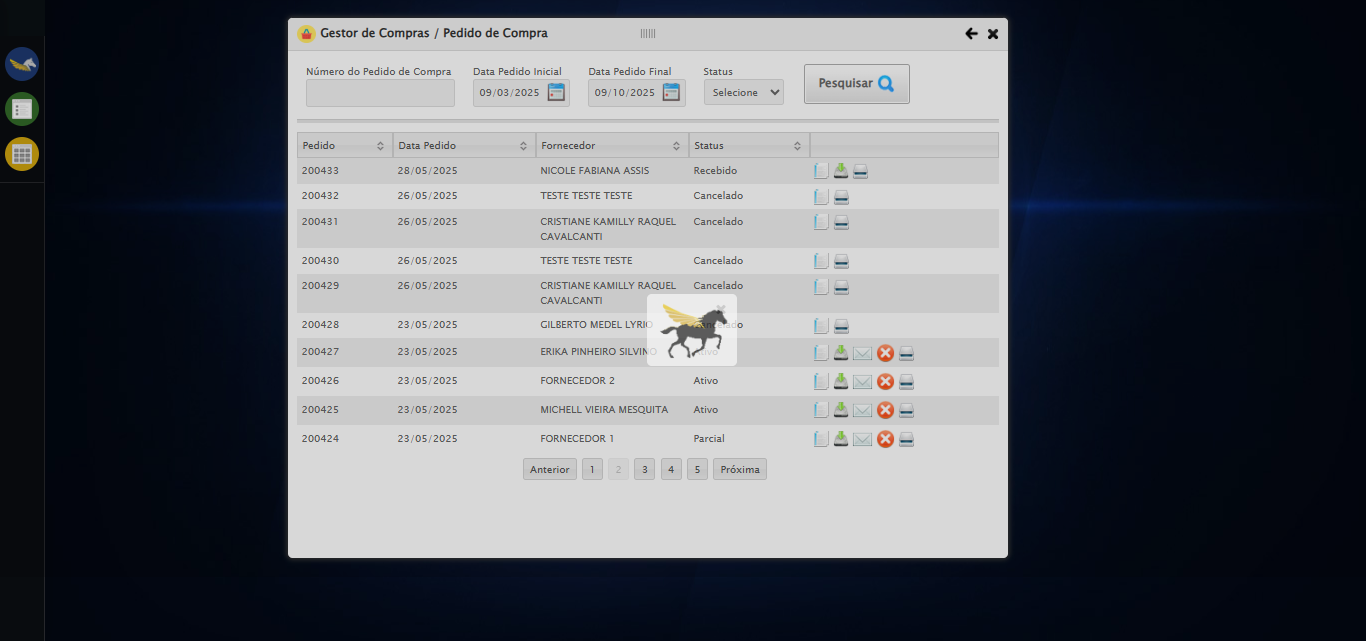 Gestor de Compras / Pedido de Compra
Número do Pedido de Compra Data Pedido Inicial Data Pedido Final Status
09/03/2025 09/10/2025 Selecione Pesquisar
Pedido Data Pedido Fornecedor Status
200433 28/05/2025 NICOLE FABIANA ASSIS Recebido
200432 26/05/2025 TESTE TESTE TESTE Cancelado
200431 26/05/2025 CRISTIANE KAMILLY RAQUEL Cancelado
CAVALCANTI
200430 26/05/2025 TESTE TESTE TESTE Cancelado
200429 26/05/2025 CRISTIANE KAMILLY RAQUEL Cancelado
CAVALCANTI
200428 23/05/2025 GILBERTO MEDEL LYRIO Cancelado
200427 23/05/2025 ERIKA PINHEIRO SILVINO Ativo
200426 23/05/2025 FORNECEDOR 2 Ativo
200425 23/05/2025 MICHELL VIEIRA MESQUITA Ativo
200424 23/05/2025 FORNECEDOR 1 Parcial
Anterior 1 2 3 4 5 Próxima